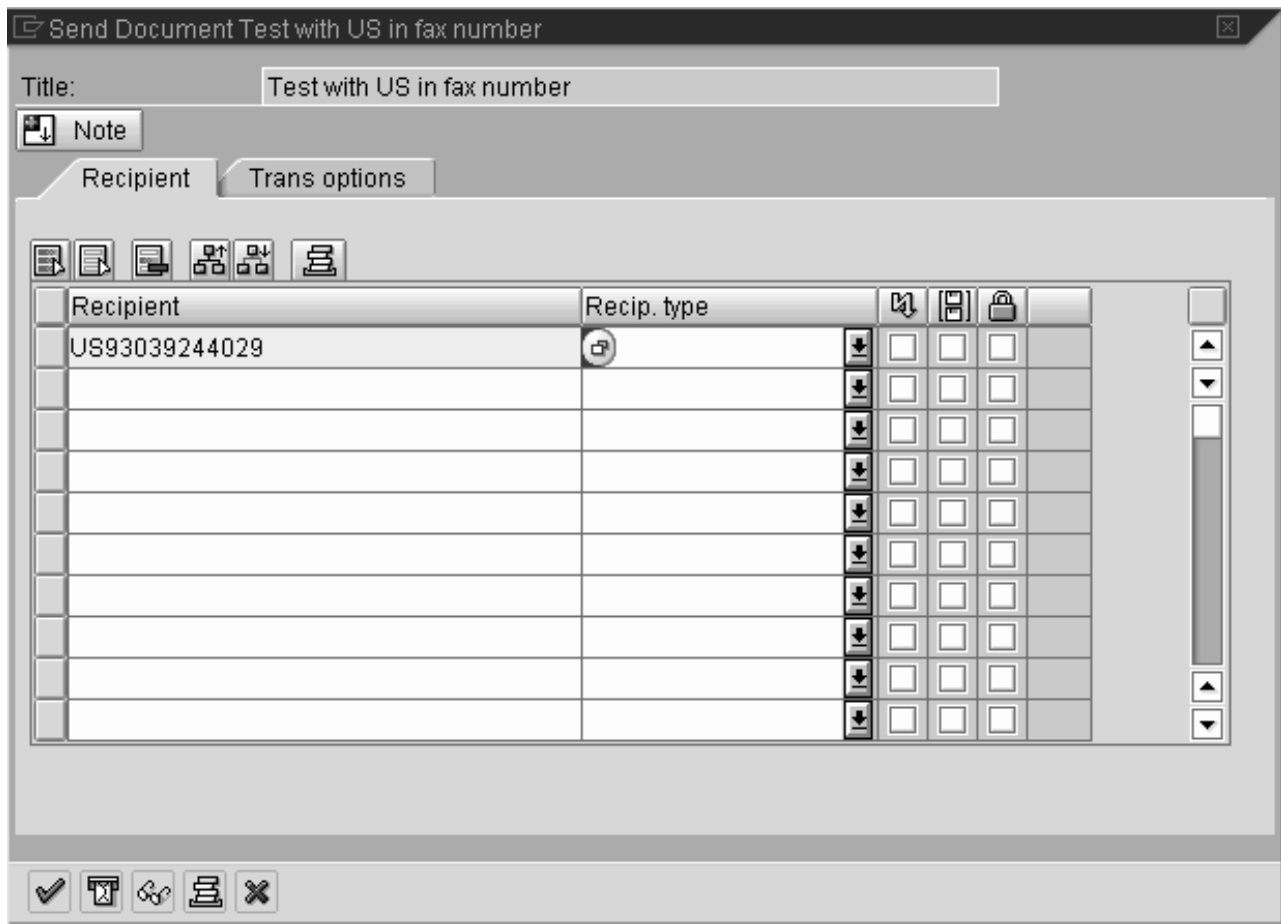 Send Document Test with US in fax number
Title: Test with US in fax number
Note
Recipient Trans options
Recipient Recip. type
US93039244029